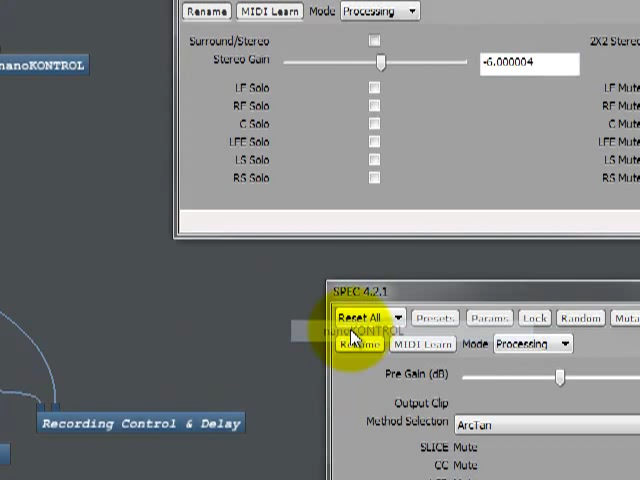 Rename MIDI Learn Mode Processing
Surround/Stereo 2X2 Stereo
Stereo Gain -6.000004
LF Solo LF Mute
RF Solo RF Mute
C Solo C Mute
LFE Solo LFE Mute
LS Solo LS Mute
RS Solo RS Mute
nanoKONTROL
SPEC 4.2.1
Reset All Presets Params Lock Random Muta
nanoKONTROL
Rename MIDI Learn Mode Processing
Pre Gain (dB)
Output Clip
Method Selection ArcTan
SLICE Mute
CC Mute
Recording Control & Delay